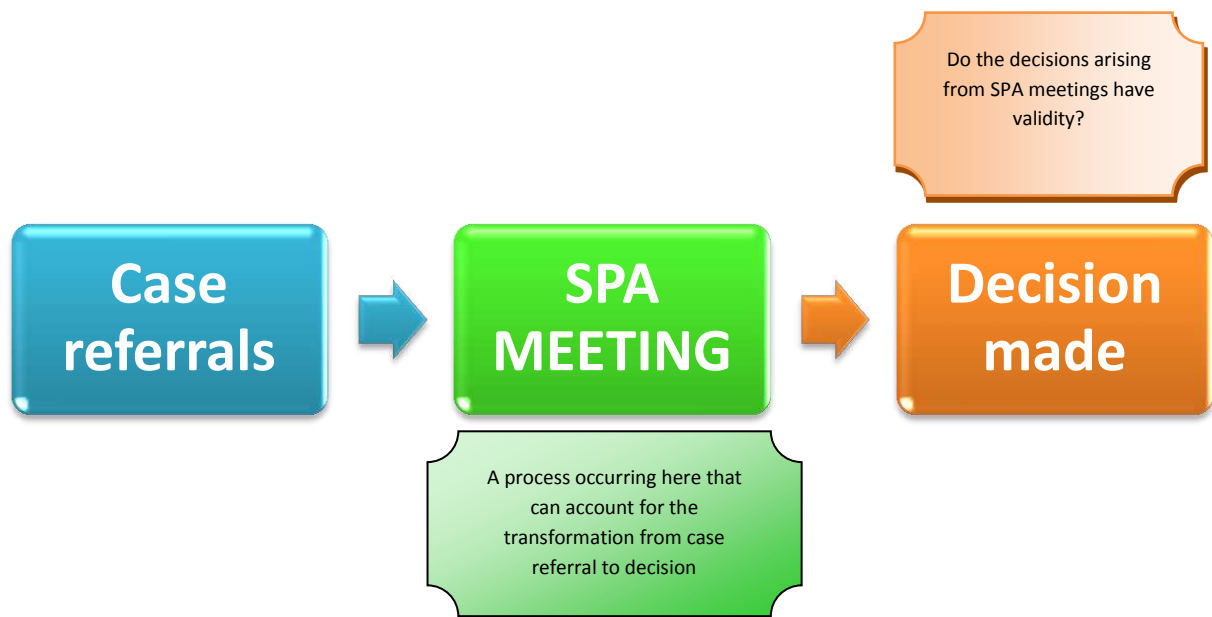 Do the decisions arising
from SPA meetings have
validity?
Case
referrals
SPA
MEETING
Decision
made
A process occurring here that
can account for the
transformation from case
referral to decision